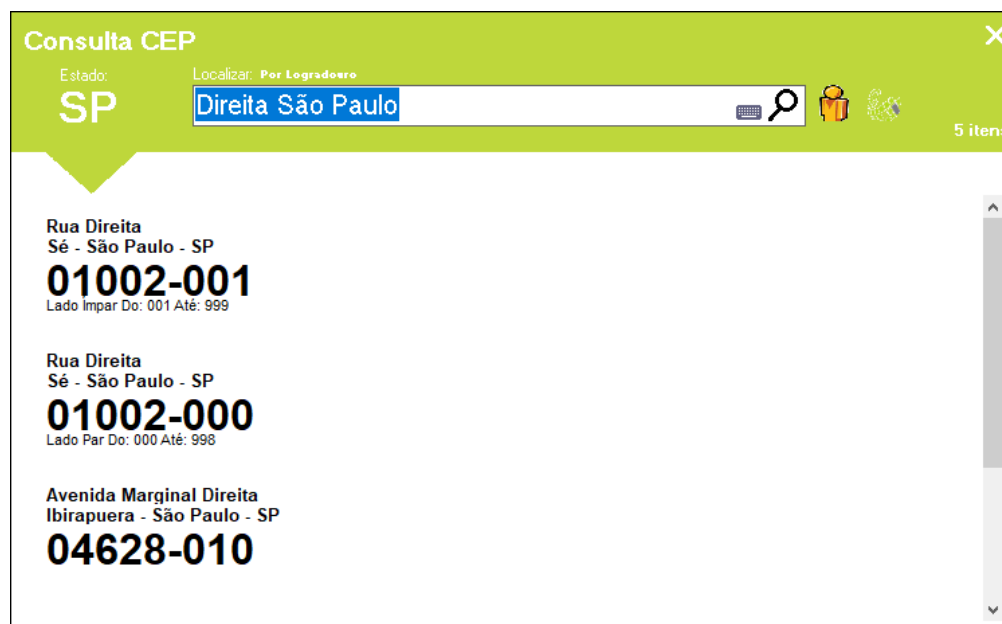 Consulta CEP
Estado:
SP
Localizar: Por Logradouro
Direita São Paulo
5 itens
Rua Direita
Sé - São Paulo - SP
01002-001
Lado Impar Do: 001 Até: 999
Rua Direita
Sé - São Paulo - SP
01002-000
Lado Par Do: 000 Até: 998
Avenida Marginal Direita
Ibirapuera - São Paulo - SP
04628-010